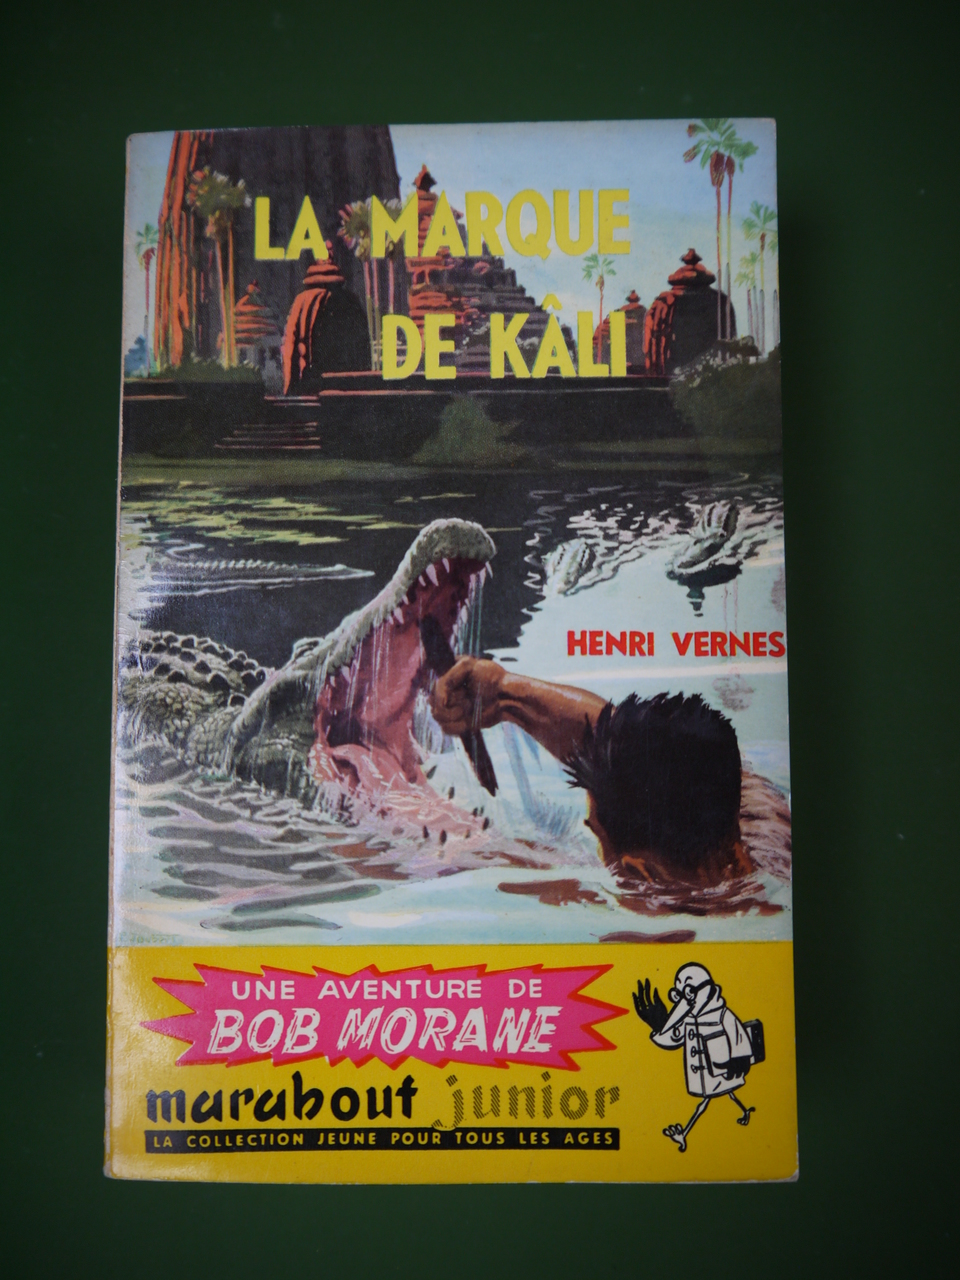 LA MARQUE
DE KÂLI
HENRI VERNES
UNE AVENTURE DE
BOB MORANE
marabout junior
LA COLLECTION JEUNE POUR TOUS LES AGES